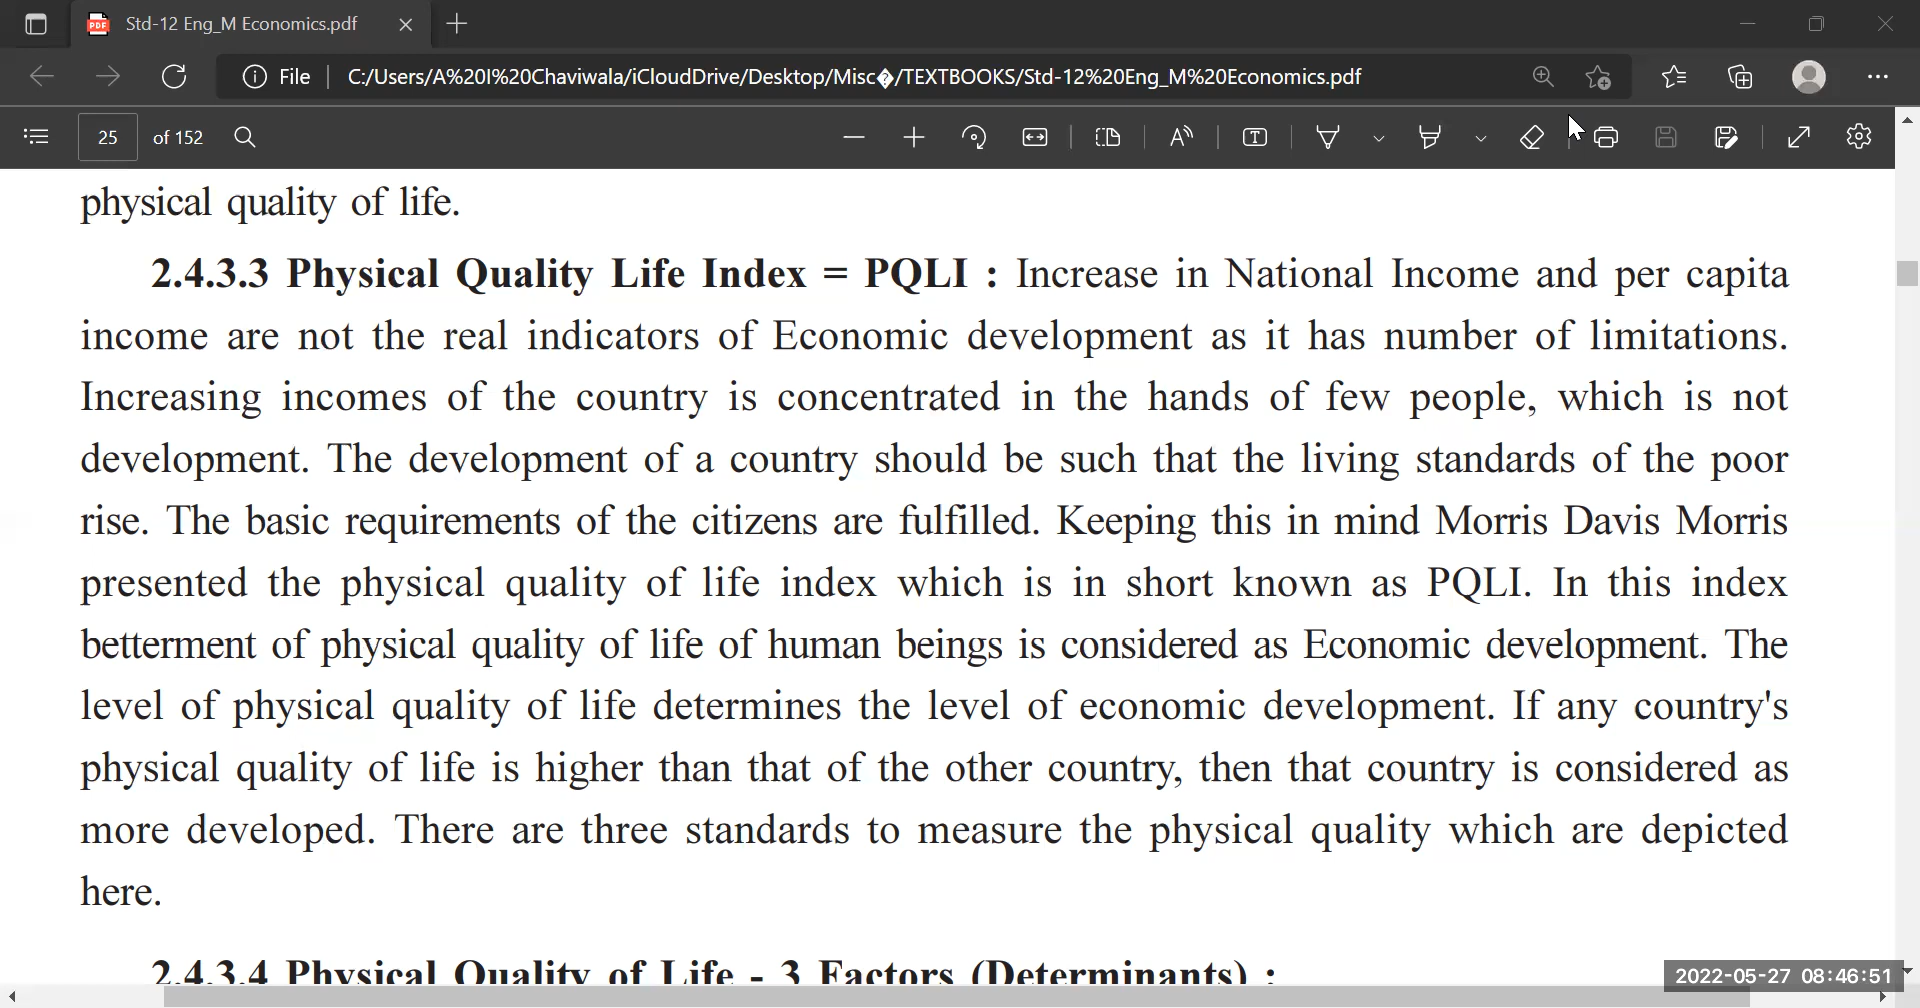 Std-12 Eng_M Economics.pdf
File
C:/Users/A%20I%20Chaviwala/iCloudDrive/Desktop/Misc�/TEXTBOOKS/Std-12%20Eng_M%20Economics.pdf
25 of 152
physical quality of life.
2.4.3.3 Physical Quality Life Index = PQLI : Increase in National Income and per capita
income are not the real indicators of Economic development as it has number of limitations.
Increasing incomes of the country is concentrated in the hands of few people, which is not
development. The development of a country should be such that the living standards of the poor
rise. The basic requirements of the citizens are fulfilled. Keeping this in mind Morris Davis Morris
presented the physical quality of life index which is in short known as PQLI. In this index
betterment of physical quality of life of human beings is considered as Economic development. The
level of physical quality of life determines the level of economic development. If any country's
physical quality of life is higher than that of the other country, then that country is considered as
more developed. There are three standards to measure the physical quality which are depicted
here.
2.4.3.4 Physical Quality of Life - 3 Factors (Determinants) :
2022-05-27 08:46:51